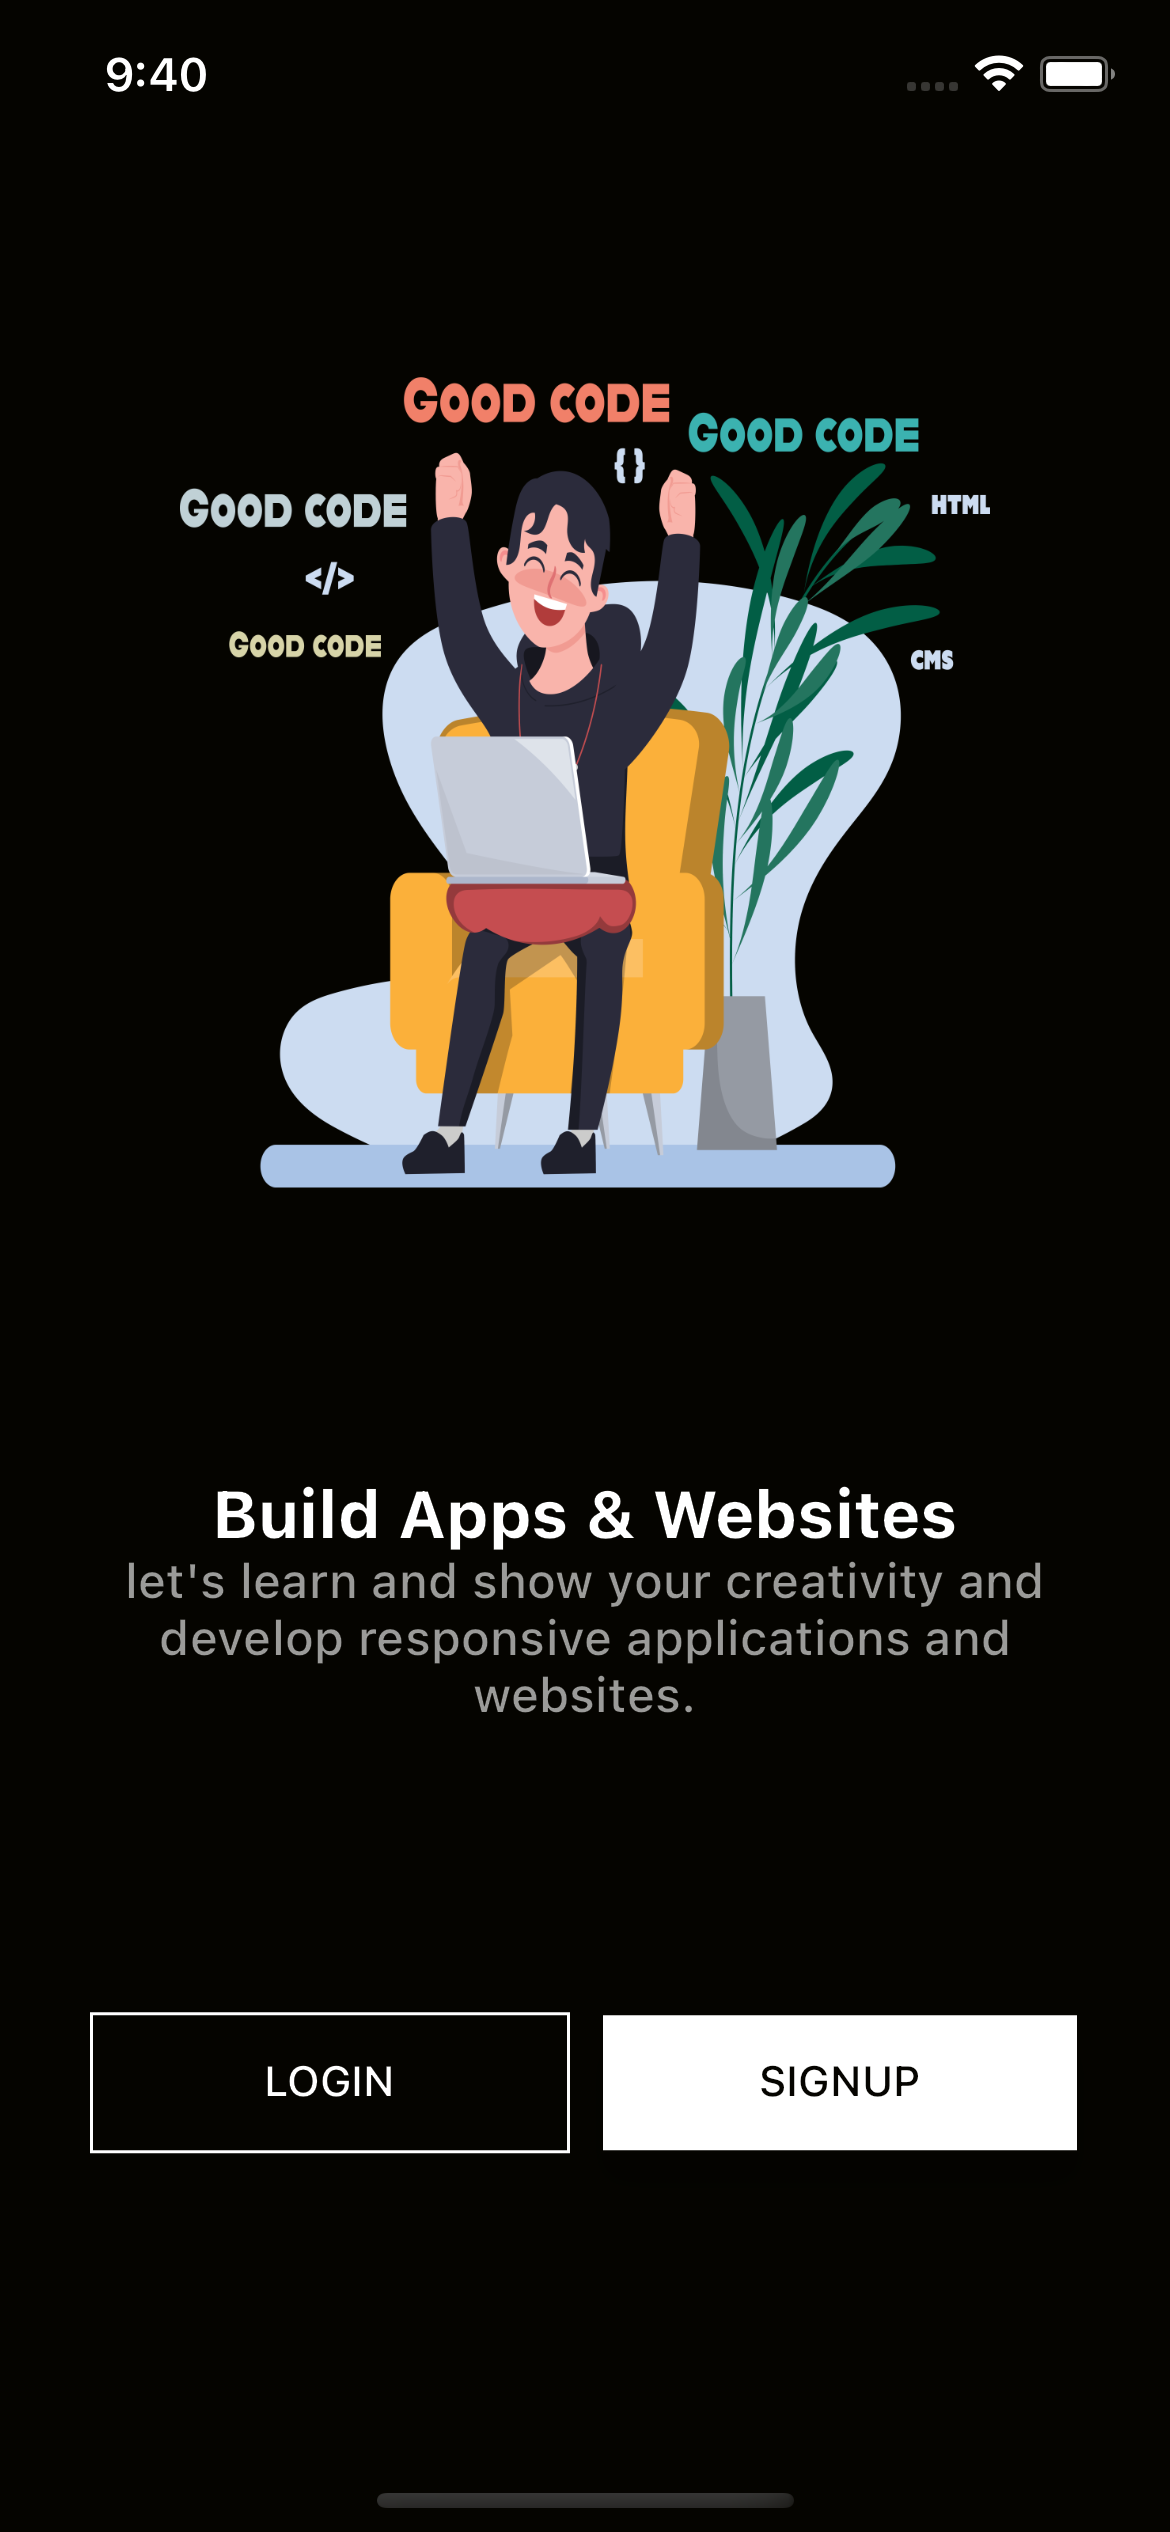 9:40
GOOD CODE
GOOD CODE
{ }
GOOD CODE
HTML
</>
GOOD CODE
CMS
Build Apps & Websites
let's learn and show your creativity and
develop responsive applications and
websites.
LOGIN
SIGNUP